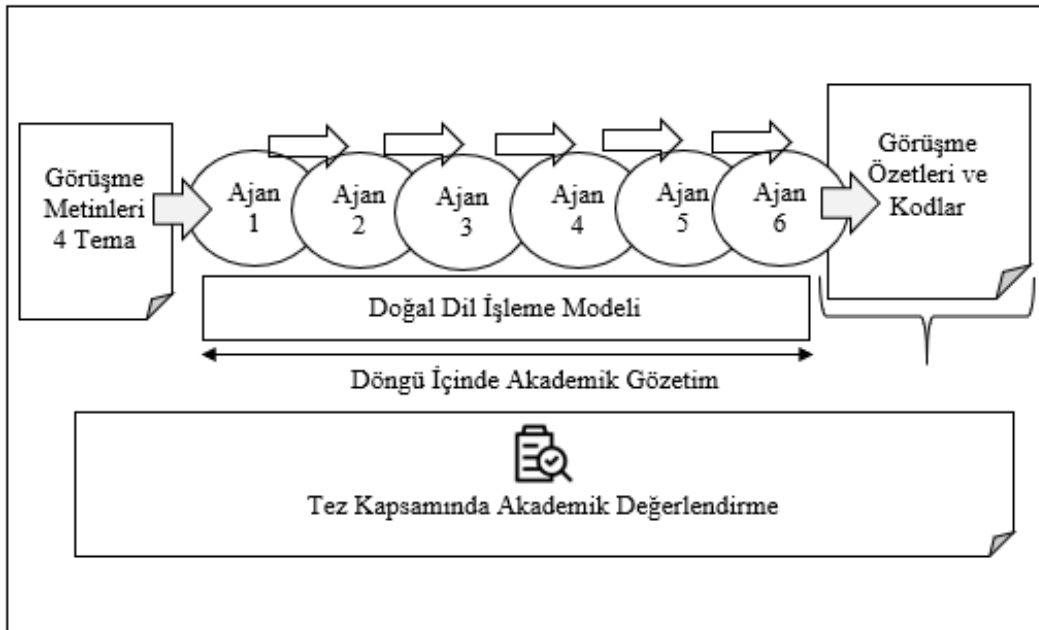 Görüşme
Metinleri
4 Tema
Ajan
1
Ajan
2
Ajan
3
Ajan
4
Ajan
5
Ajan
6
Görüşme
Özetleri ve
Kodlar
Doğal Dil İşleme Modeli
Döngü İçinde Akademik Gözetim
Tez Kapsamında Akademik Değerlendirme